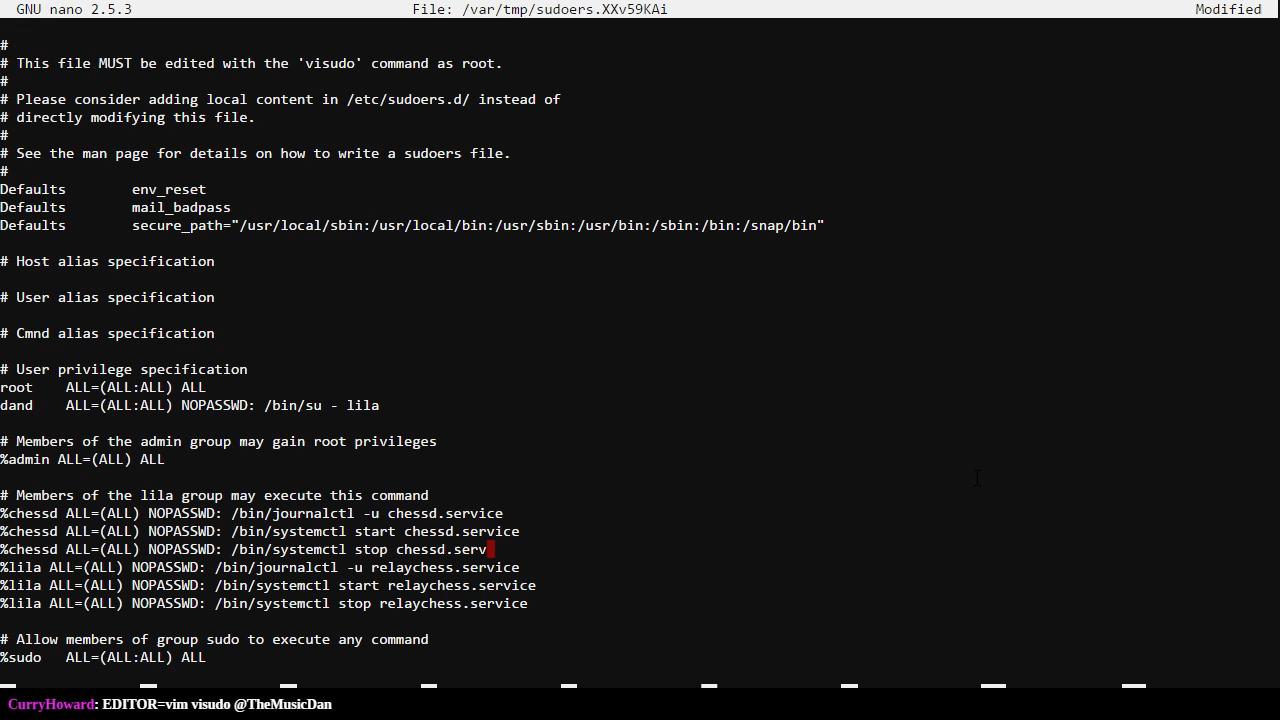 GNU nano 2.5.3 File: /var/tmp/sudoers.XXv59KAi Modified
#
# This file MUST be edited with the 'visudo' command as root.
#
# Please consider adding local content in /etc/sudoers.d/ instead of
# directly modifying this file.
#
# See the man page for details on how to write a sudoers file.
#
Defaults        env_reset
Defaults        mail_badpass
Defaults        secure_path="/usr/local/sbin:/usr/local/bin:/usr/sbin:/usr/bin:/sbin:/bin:/snap/bin"
# Host alias specification
# User alias specification
# Cmnd alias specification
# User privilege specification
root    ALL=(ALL:ALL) ALL
dand    ALL=(ALL:ALL) NOPASSWD: /bin/su - lila
# Members of the admin group may gain root privileges
%admin ALL=(ALL) ALL
# Members of the lila group may execute this command
%chessd ALL=(ALL) NOPASSWD: /bin/journalctl -u chessd.service
%chessd ALL=(ALL) NOPASSWD: /bin/systemctl start chessd.service
%chessd ALL=(ALL) NOPASSWD: /bin/systemctl stop chessd.serv
%lila ALL=(ALL) NOPASSWD: /bin/journalctl -u relaychess.service
%lila ALL=(ALL) NOPASSWD: /bin/systemctl start relaychess.service
%lila ALL=(ALL) NOPASSWD: /bin/systemctl stop relaychess.service
# Allow members of group sudo to execute any command
%sudo   ALL=(ALL:ALL) ALL
CurryHoward: EDITOR=vim visudo @TheMusicDan